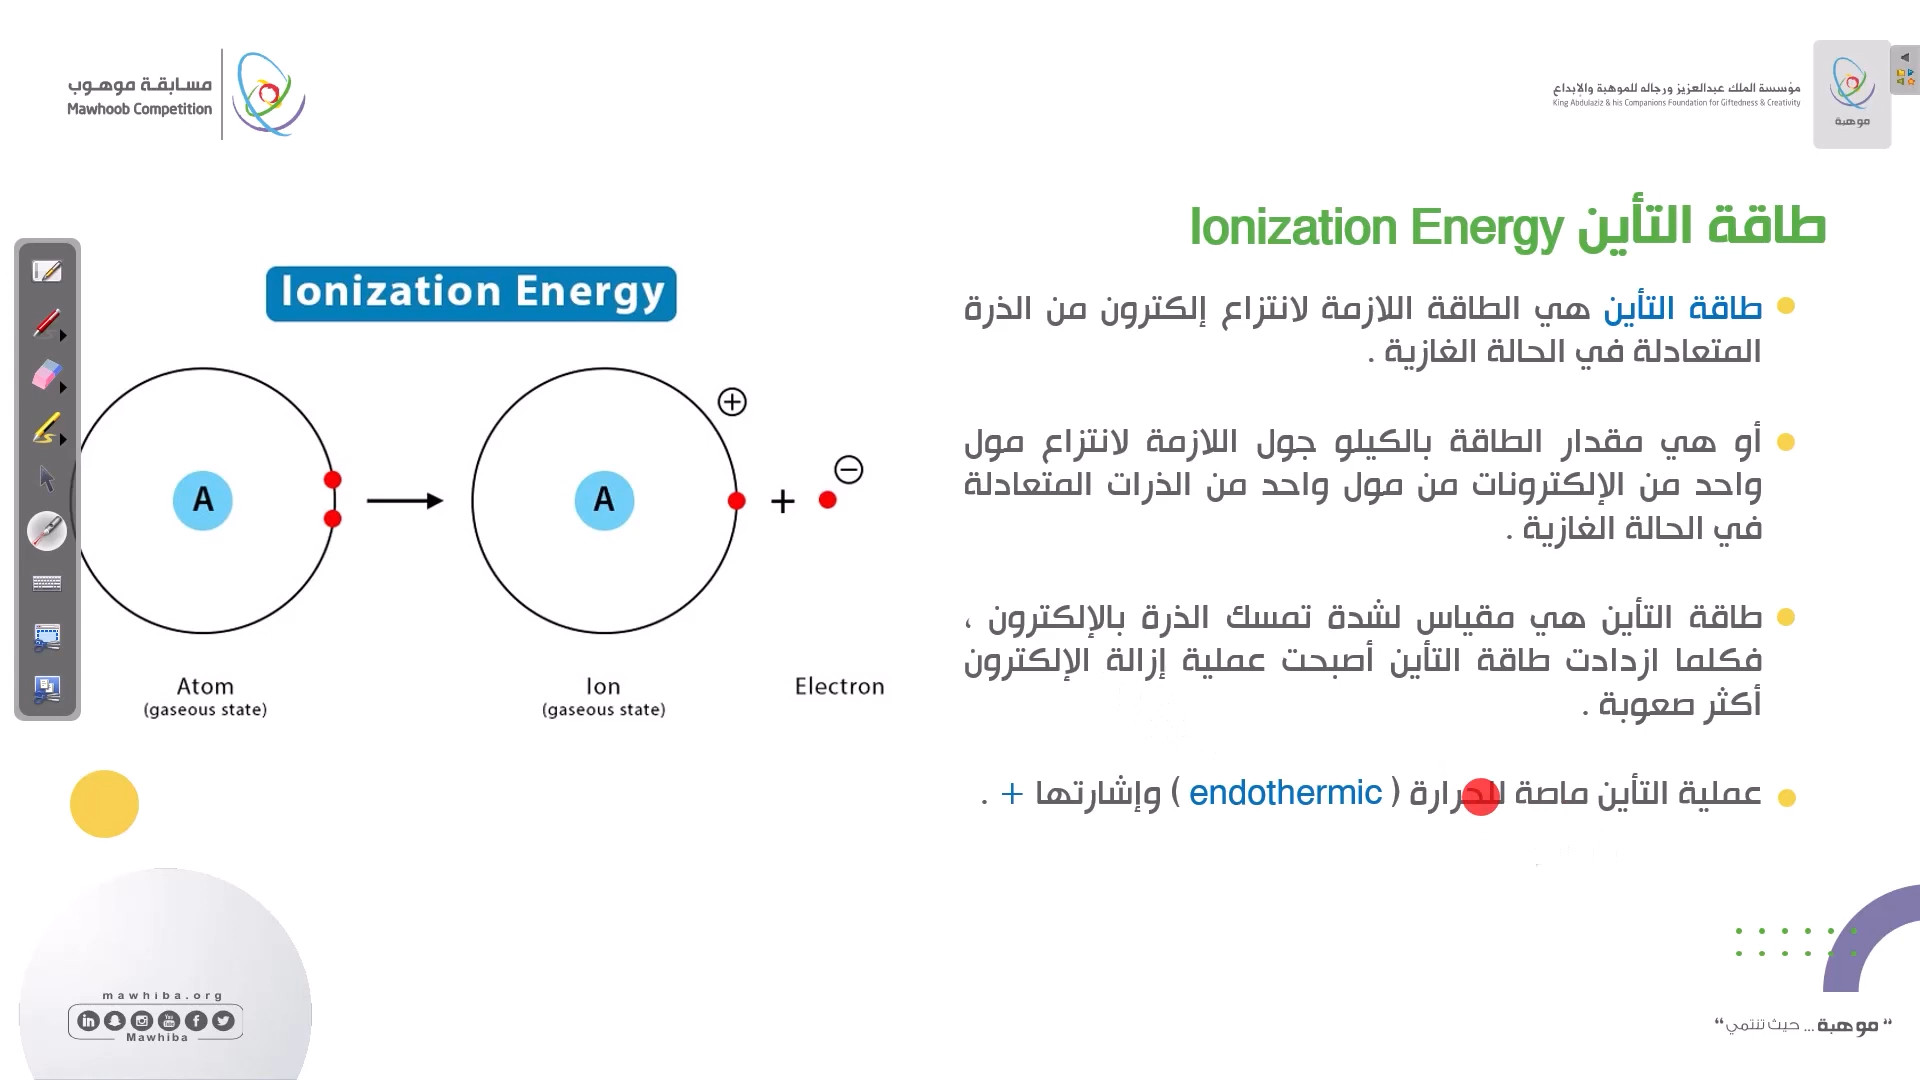 مسابقة موهوب
Mawhoob Competition
مؤسسة الملك عبدالعزيز ورجاله للموهبة والإبداع
King Abdulaziz & his Companions Foundation for Giftedness & Creativity
موهبة
طاقة التأين Ionization Energy
طاقة التأين هي الطاقة اللازمة لانتزاع إلكترون من الذرة
المتعادلة في الحالة الغازية .
أو هي مقدار الطاقة بالكيلو جول اللازمة لانتزاع مول
واحد من الإلكترونات من مول واحد من الذرات المتعادلة
في الحالة الغازية .
طاقة التأين هي مقياس لشدة تمسك الذرة بالإلكترون ،
فكلما ازدادت طاقة التأين أصبحت عملية إزالة الإلكترون
أكثر صعوبة .
عملية التأين ماصة للحرارة ( endothermic ) وإشارتها + .
Ionization Energy
A
A
+
Atom
(gaseous state)
Ion
(gaseous state)
Electron
mawhiba.org
Mawhiba
“موهبة ... حيث تنتمي”